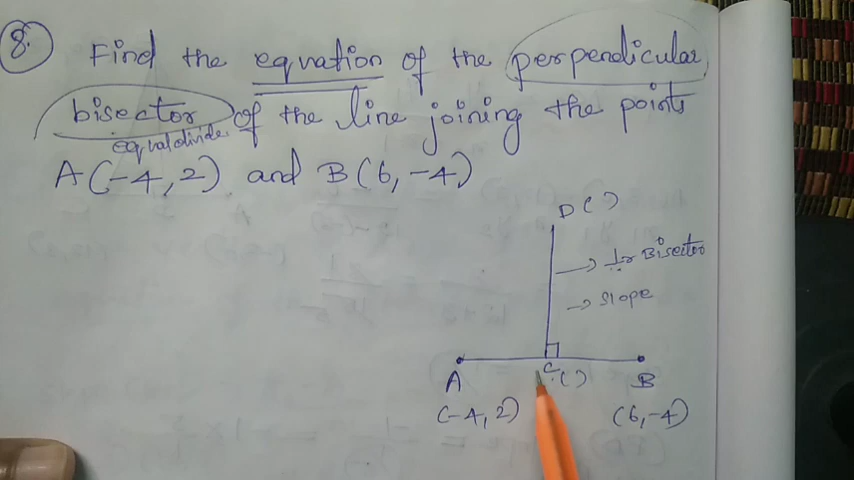 8.
Find the equation of the perpendicular
bisector of the line joining the points
equal divide
A(-4, 2) and B(6, -4)
D ( )
→ ⊥r Bisector
→ Slope
A C ( ) B
(-4, 2) (6, -4)